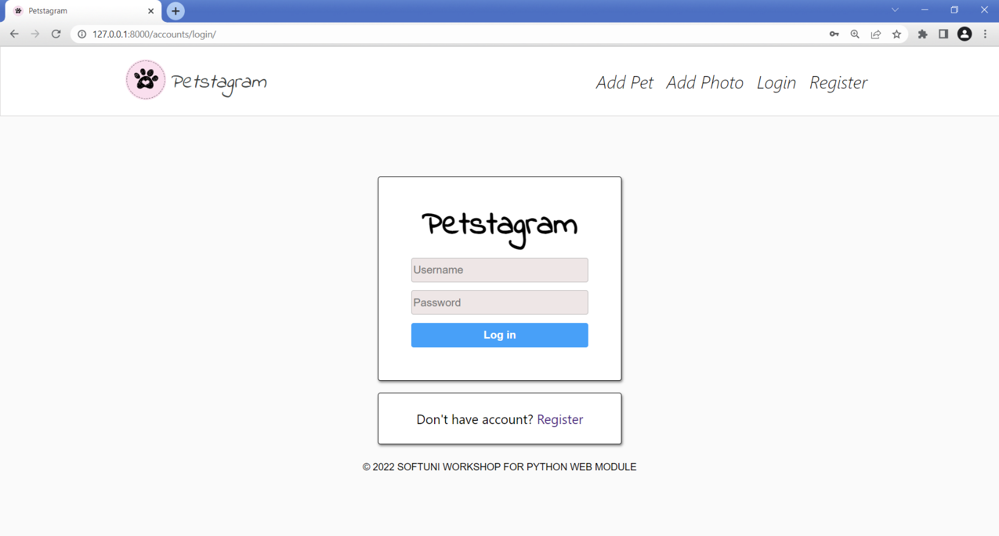 Petstagram
127.0.0.1:8000/accounts/login/
Petstagram
Add Pet Add Photo Login Register
Petstagram
Username
Password
Log in
Don't have account? Register
© 2022 SOFTUNI WORKSHOP FOR PYTHON WEB MODULE